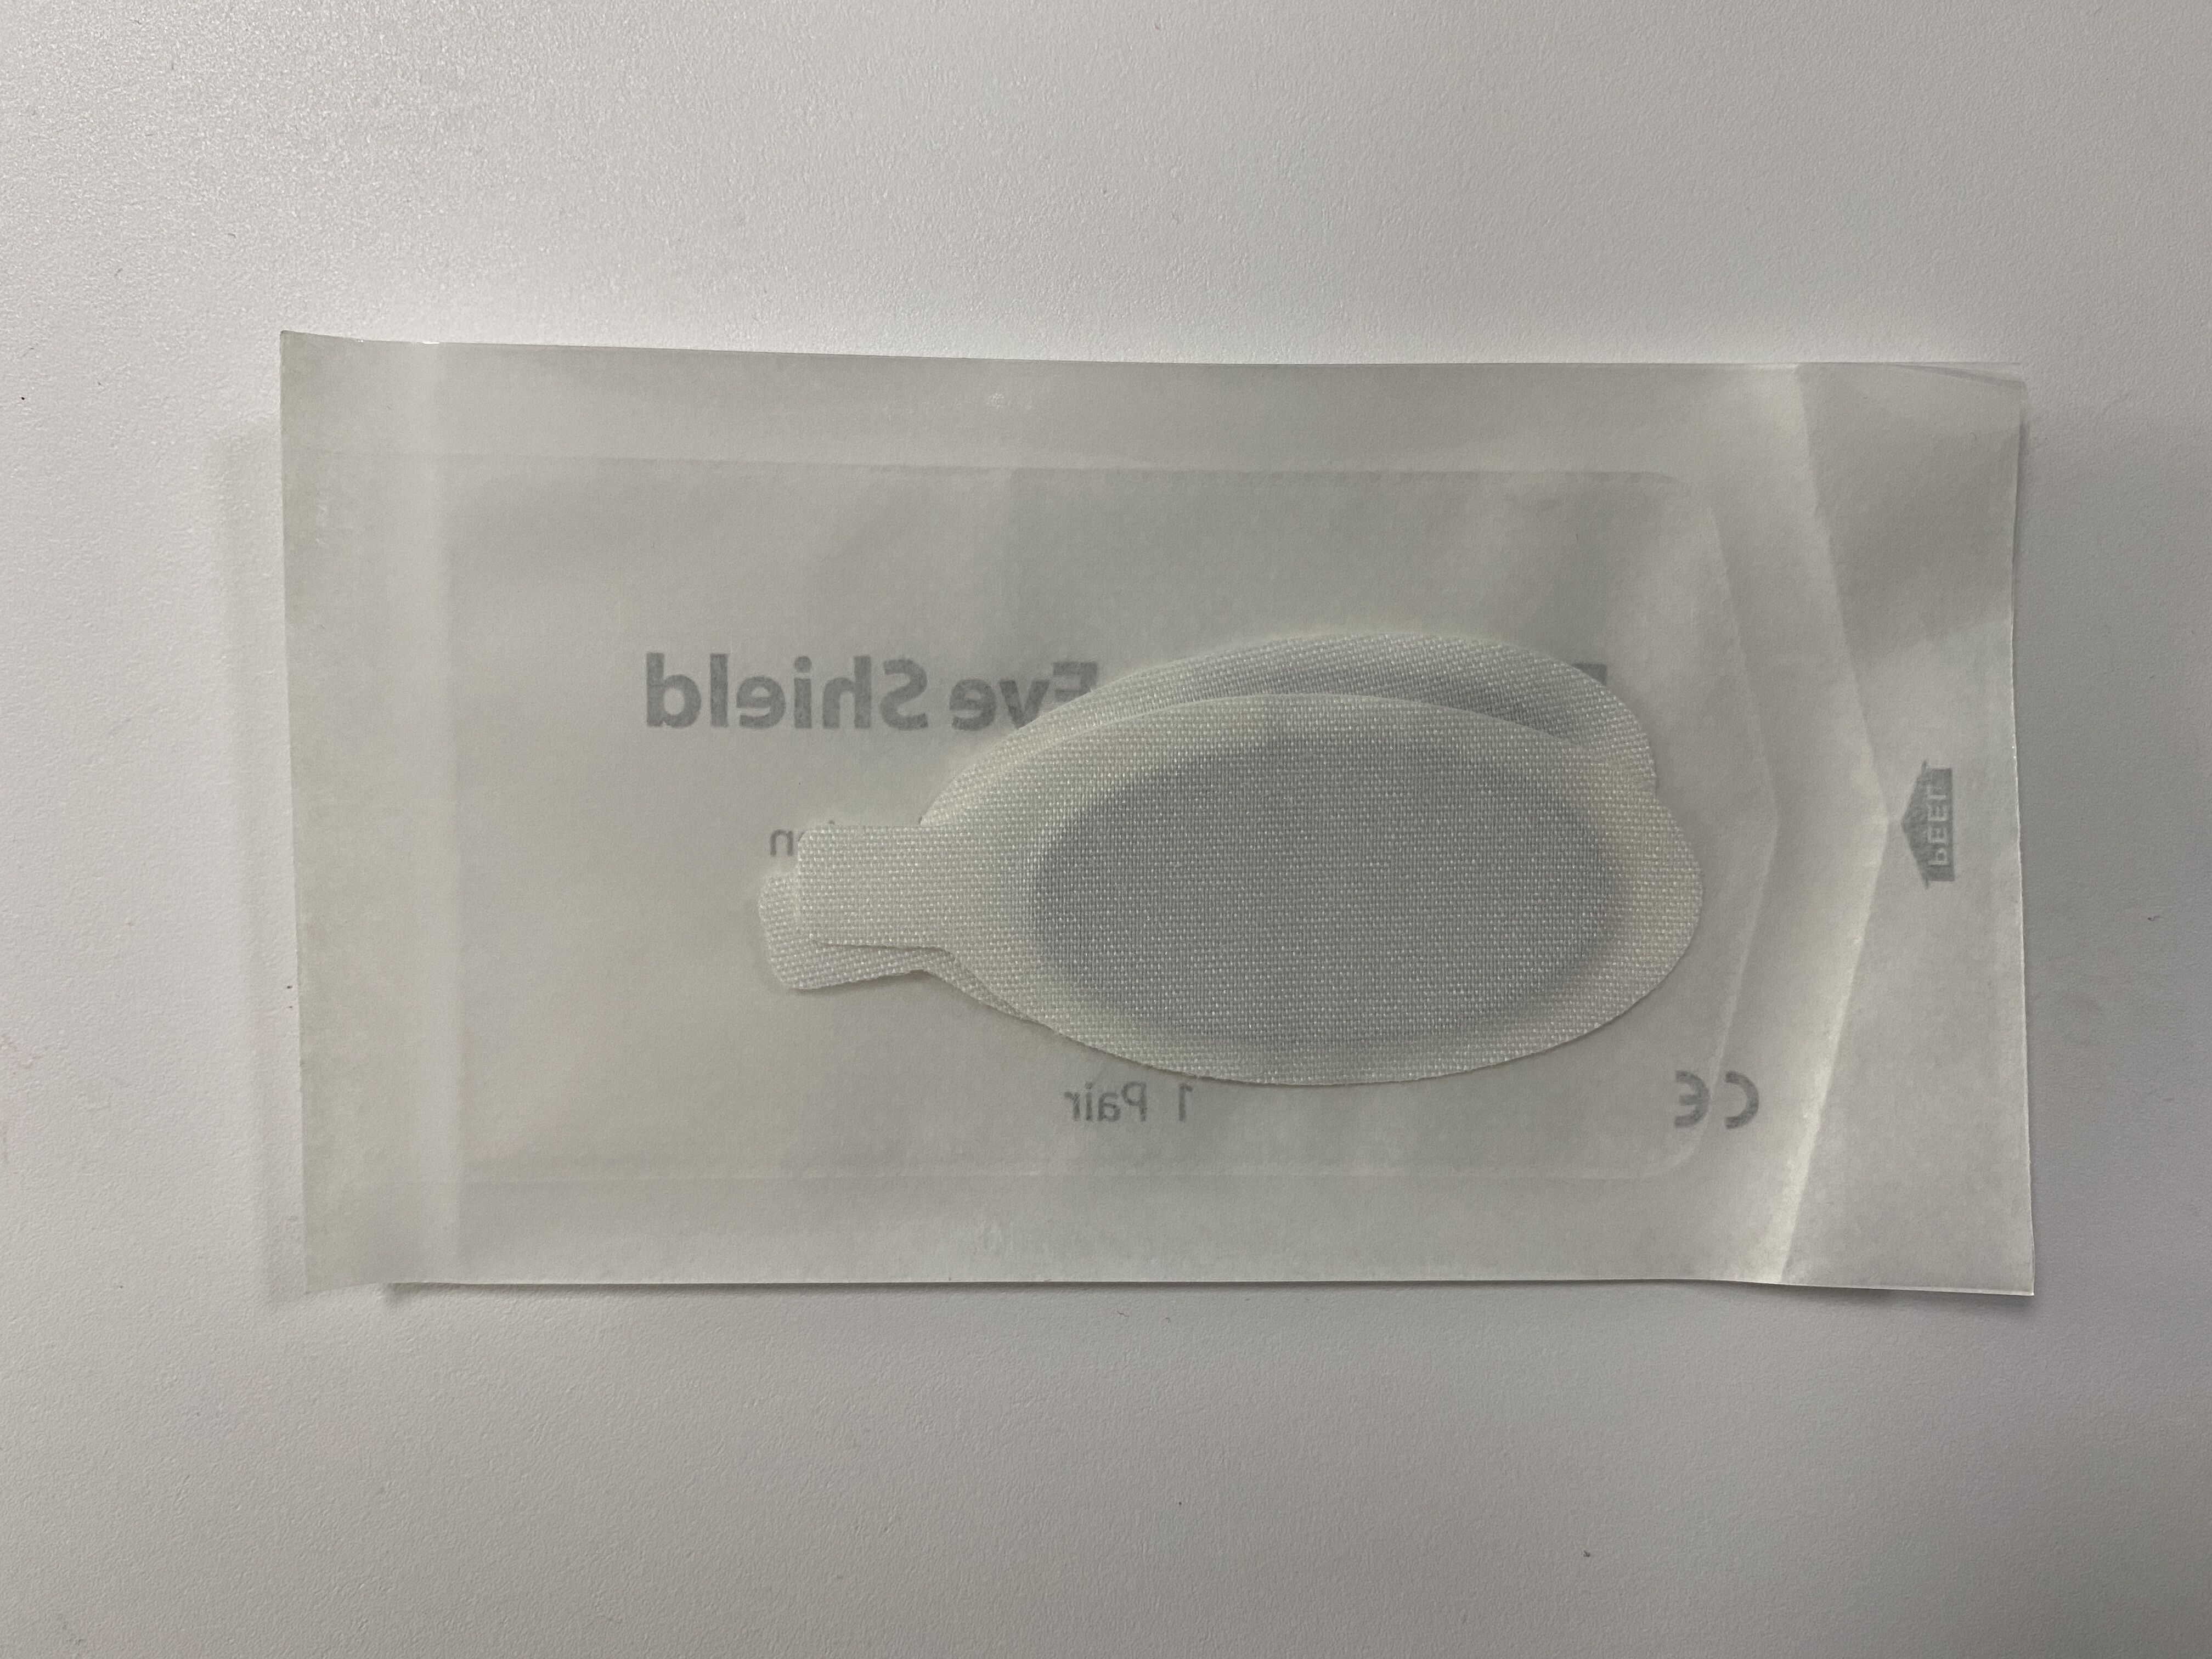 Eye Shield
1 Pair
CE
PEEL